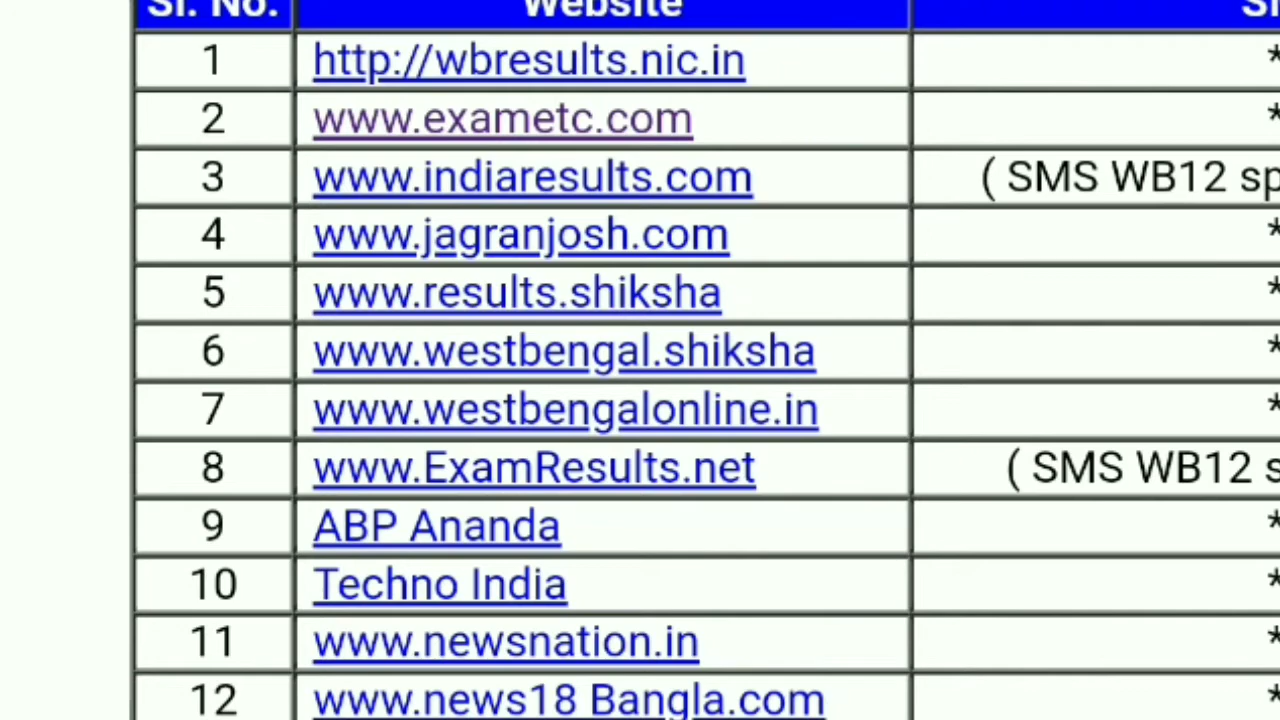 Sl. No. Website
1 http://wbresults.nic.in *
2 www.exametc.com *
3 www.indiaresults.com ( SMS WB12 sp
4 www.jagranjosh.com *
5 www.results.shiksha *
6 www.westbengal.shiksha *
7 www.westbengalonline.in *
8 www.ExamResults.net ( SMS WB12 s
9 ABP Ananda *
10 Techno India *
11 www.newsnation.in *
12 www.news18 Bangla.com *